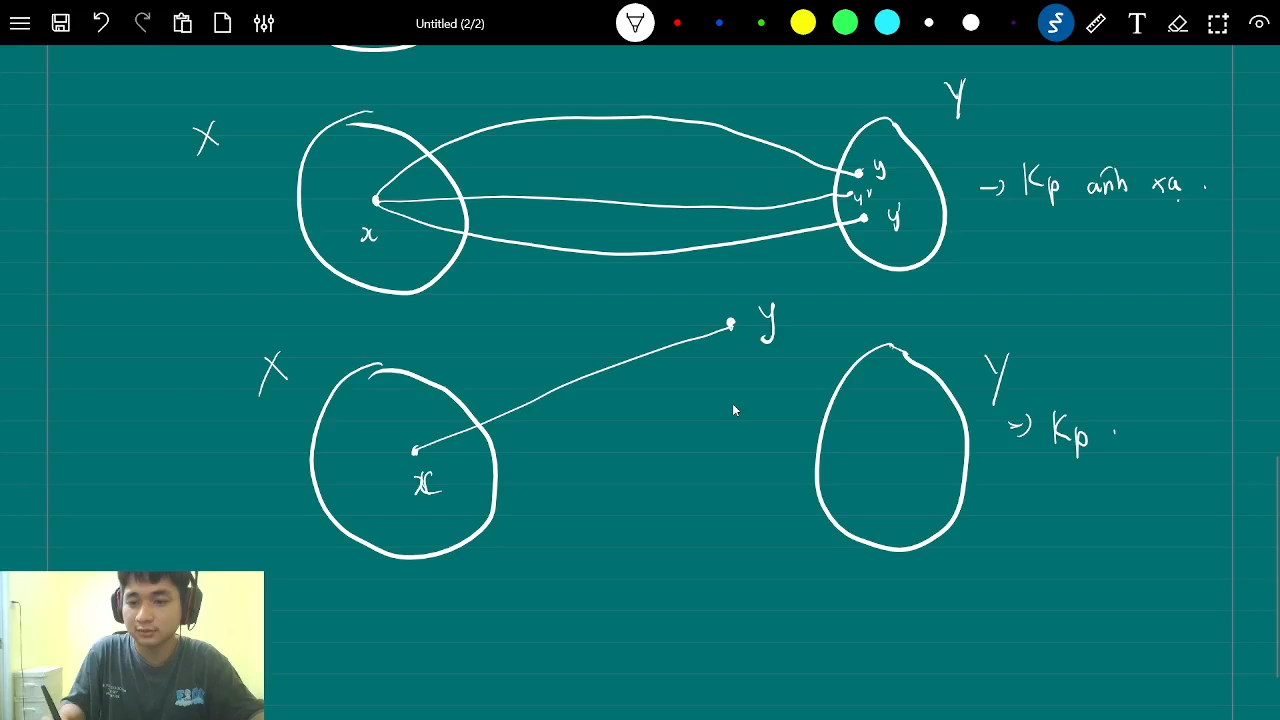 Untitled (2/2)
X
Y
y
y"
y'
x
→ Kp ánh xạ .
X
y
Y
x
→ Kp .